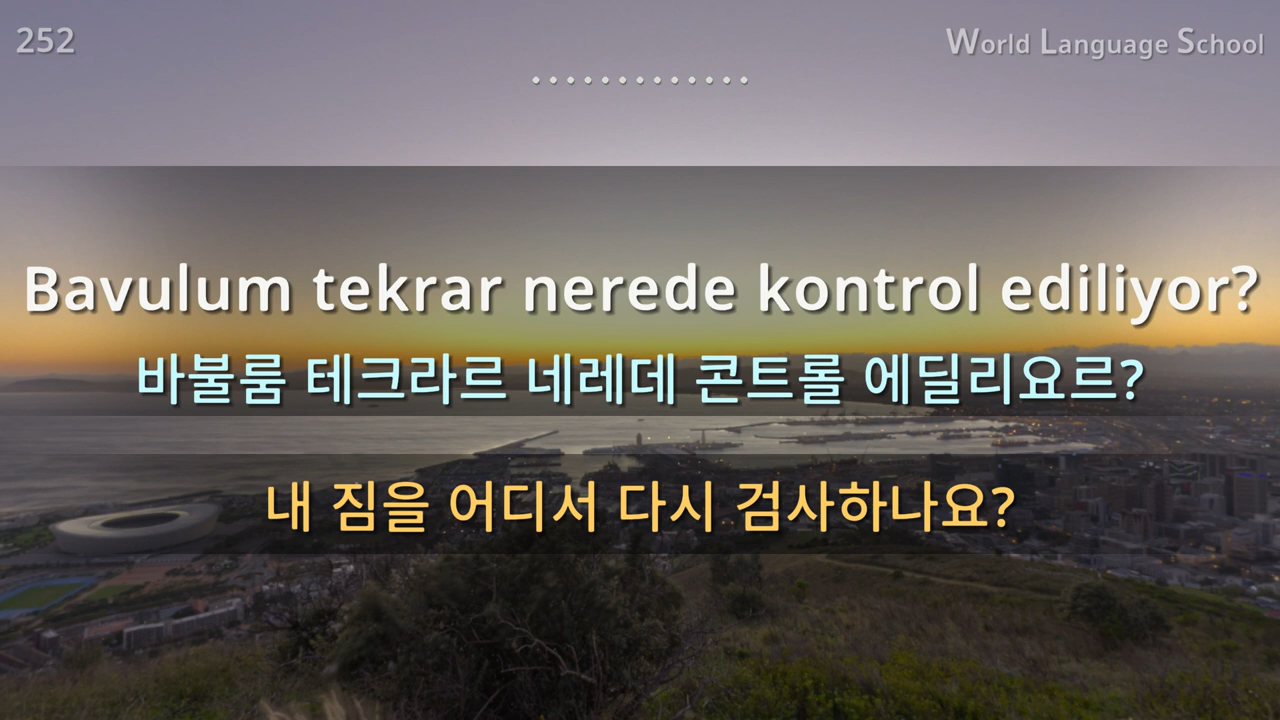 252
World Language School
Bavulum tekrar nerede kontrol ediliyor?
바불룸 테크라르 네레데 콘트롤 에딜리요르?
내 짐을 어디서 다시 검사하나요?